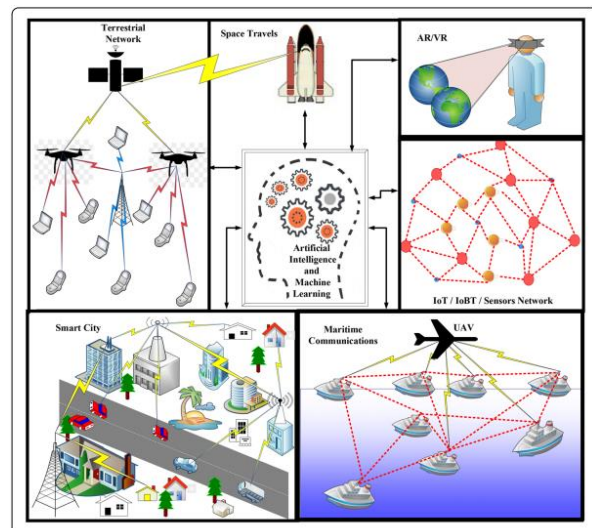 Terrestrial
Network
Space Travels
AR/VR
Artificial
Intelligence
and
Machine
Learning
IoT / IoBT / Sensors Network
Smart City
Maritime
Communications
UAV